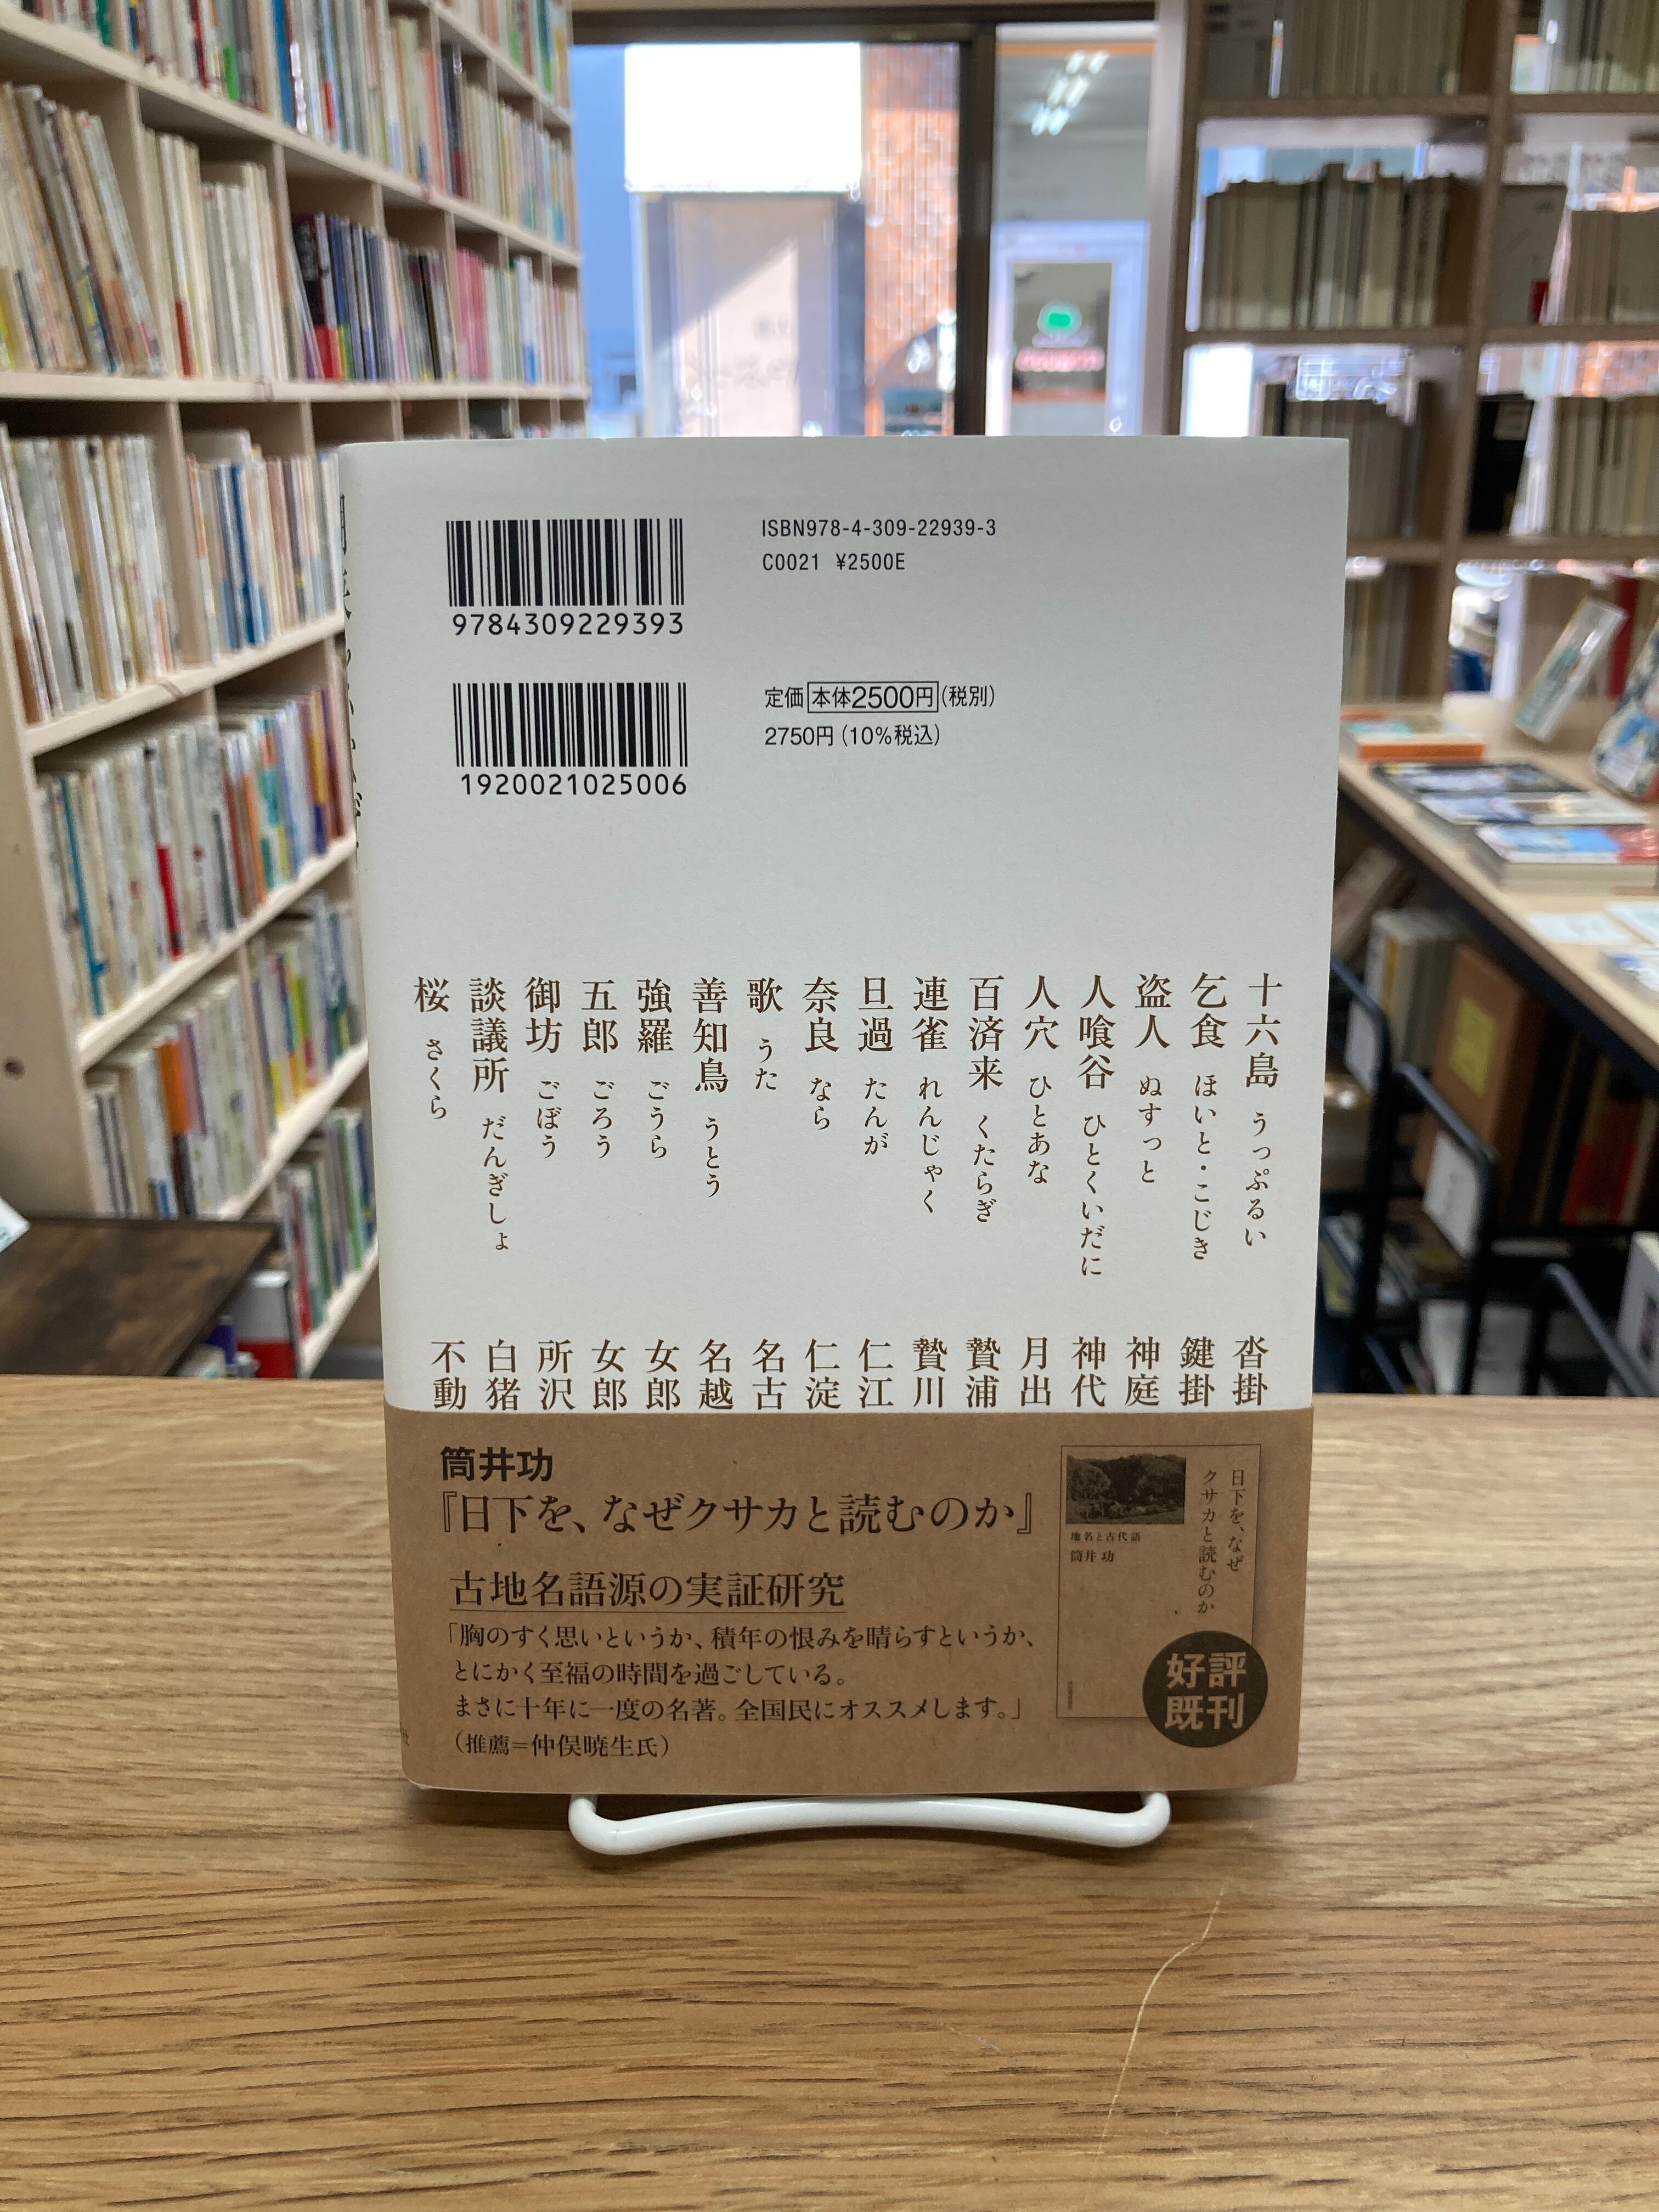 ISBN978-4-309-22939-3
C0021 ¥2500E
9784309229393
定価 本体2500円(税別)
2750円(10%税込)
1920021025006
十六島 うっぷるい
乞食 ほいと・こじき
盗人 ぬすっと
人喰谷 ひとくいだに
人穴 ひとあな
百済来 くたらぎ
連雀 れんじゃく
旦過 たんが
奈良 なら
歌 うた
善知鳥 うとう
強羅 ごうら
五郎 ごろう
御坊 ごぼう
談議所 だんぎしょ
桜 さくら
沓掛
鍵掛
神庭
神代
月出
贄浦
贄川
仁江
仁淀
名古
名越
女郎
女郎
所沢
白猪
不動
筒井功
『日下を、なぜクサカと読むのか』
古地名語源の実証研究
「胸のすく思いというか、積年の恨みを晴らすというか、
とにかく至福の時間を過ごしている。
まさに十年に一度の名著。全国民にオススメします。」
(推薦=仲俣暁生氏)
日下を、なぜ
クサカと読むのか
地名と古代語
筒井 功
好評
既刊